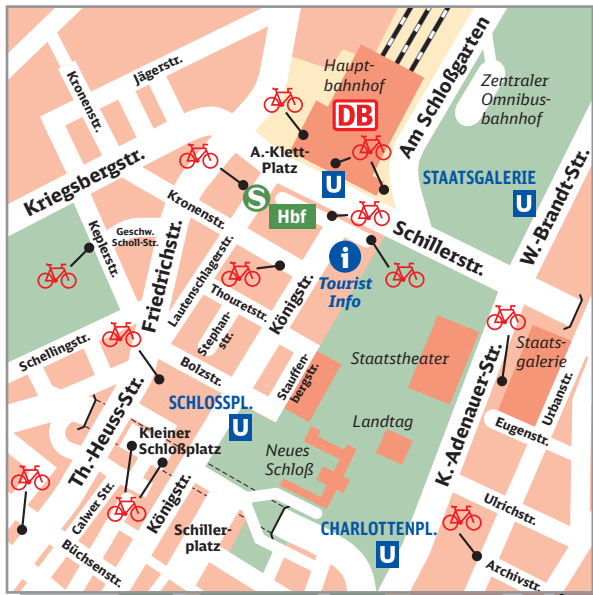 Kronenstr.
Jägerstr.
Haupt-
bahnhof
DB
Am Schloßgarten
Zentraler
Omnibus-
bahnhof
A.-Klett-
Platz
U
STAATSGALERIE
U
W.-Brandt-Str.
Kriegsbergstr.
S
Hbf
Kronenstr.
Schillerstr.
Keplerstr.
Geschw.
Scholl-Str.
Friedrichstr.
Lautenschlagerstr.
i
Tourist
Info
Thouretstr.
Königstr.
Stephan-
str.
Schellingstr.
Bolzstr.
Stauffen-
bergstr.
Staatstheater
Staats-
galerie
Urbanstr.
K.-Adenauer-Str.
Th.-Heuss-Str.
SCHLOSSPL.
U
Landtag
Eugenstr.
Kleiner
Schloßplatz
Neues
Schloß
Calwer Str.
Königstr.
Ulrichstr.
Schiller-
platz
CHARLOTTENPL.
U
Büchsenstr.
Archivstr.